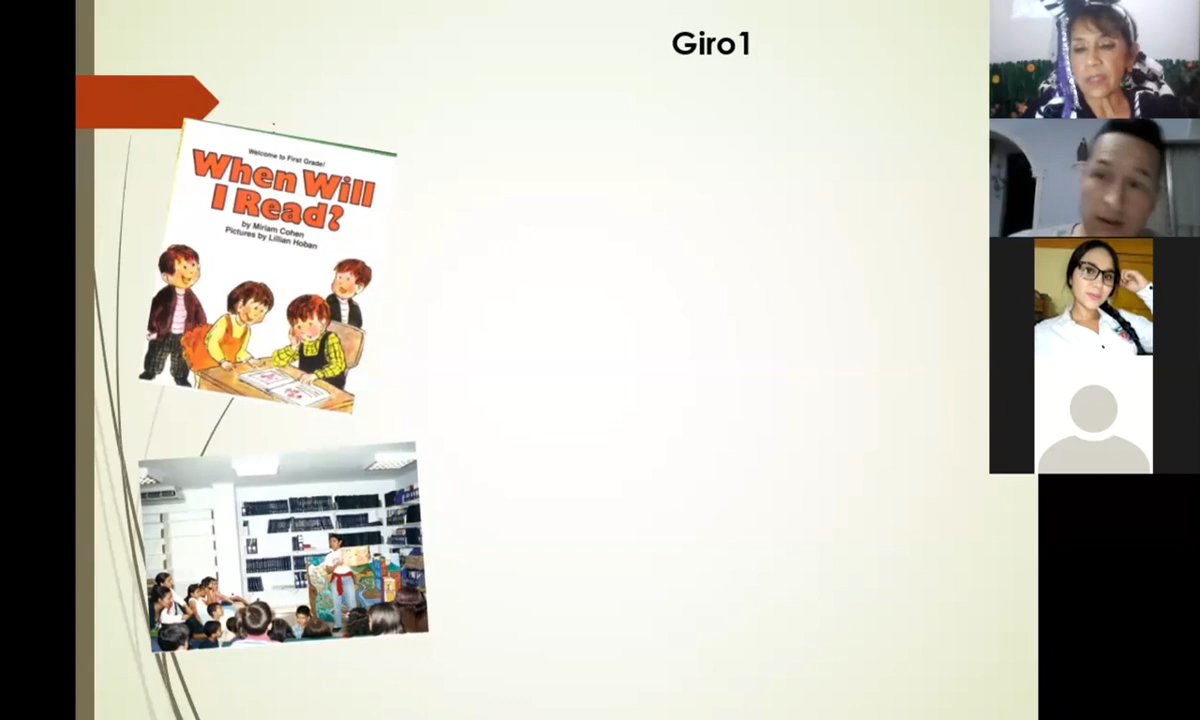 Giro1
Welcome to First Grade!
When Will
I Read?
by Miriam Cohen
Pictures by Lillian Hoban